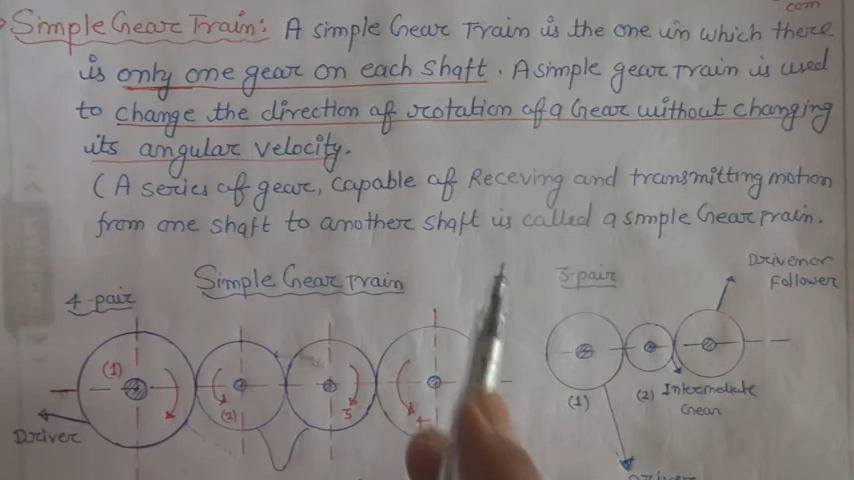 com
Simple Gear Train: A simple Gear Train is the one in which there
is only one gear on each shaft. A simple gear train is used
to change the direction of rotation of a Gear without changing
its angular velocity.
(A series of gear, capable of Receving and transmitting motion
from one shaft to another shaft is called a smple Gear train.
Simple Gear Train
4-pair
3-pair
Driven or
Follower
(1)
(2)
3
4
Driver
(1)
(2) Intermediate
Gear
Driver